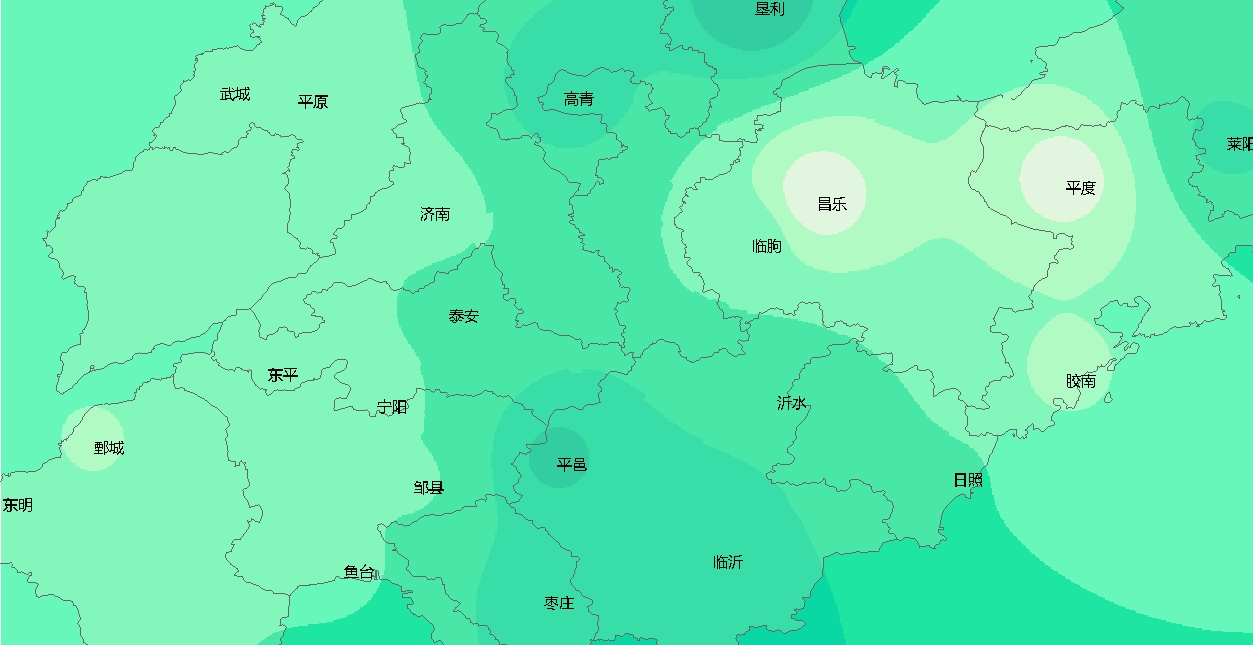 垦利
武城
平原
高青
莱阳
平度
昌乐
济南
临朐
泰安
东平
胶南
沂水
宁阳
鄄城
平邑
日照
邹县
东明
临沂
鱼台
枣庄